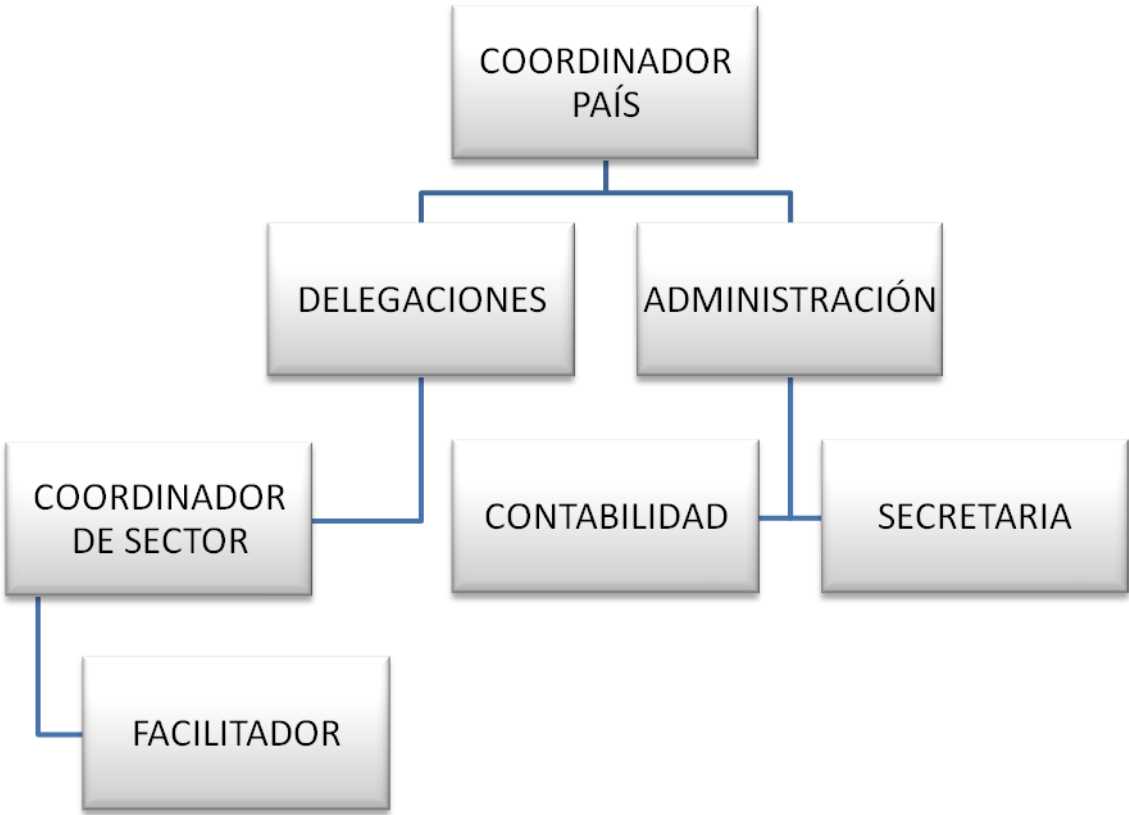 COORDINADOR
PAÍS
DELEGACIONES
ADMINISTRACIÓN
COORDINADOR
DE SECTOR
CONTABILIDAD
SECRETARIA
FACILITADOR